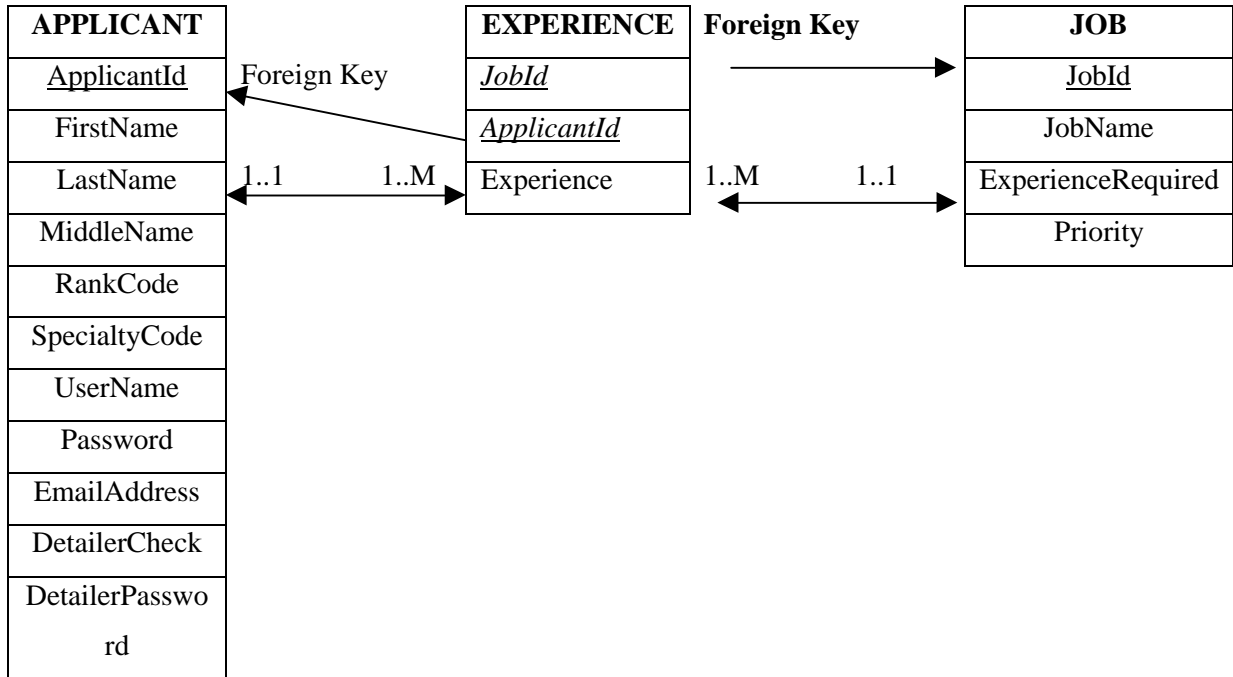 APPLICANT
ApplicantId
FirstName
LastName
MiddleName
RankCode
SpecialtyCode
UserName
Password
EmailAddress
DetailerCheck
DetailerPasswo
rd
Foreign Key
1..1 1..M
EXPERIENCE
JobId
ApplicantId
Experience
Foreign Key
1..M 1..1
JOB
JobId
JobName
ExperienceRequired
Priority